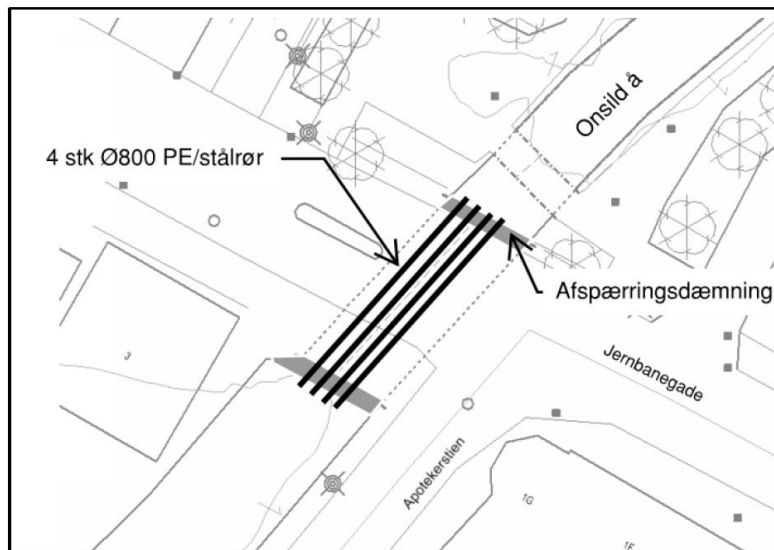 Onsild å
4 stk Ø800 PE/stålrør
Afspærringsdæmning
Jernbanegade
3
Apotekerstien
1G
1F